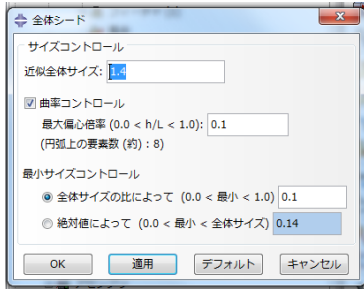 全体シード
サイズコントロール
近似全体サイズ: 1.4
曲率コントロール
最大偏心倍率 (0.0 < h/L < 1.0): 0.1
(円弧上の要素数 (約) : 8)
最小サイズコントロール
全体サイズの比によって (0.0 < 最小 < 1.0) 0.1
絶対値によって (0.0 < 最小 < 全体サイズ) 0.14
OK 適用 デフォルト キャンセル